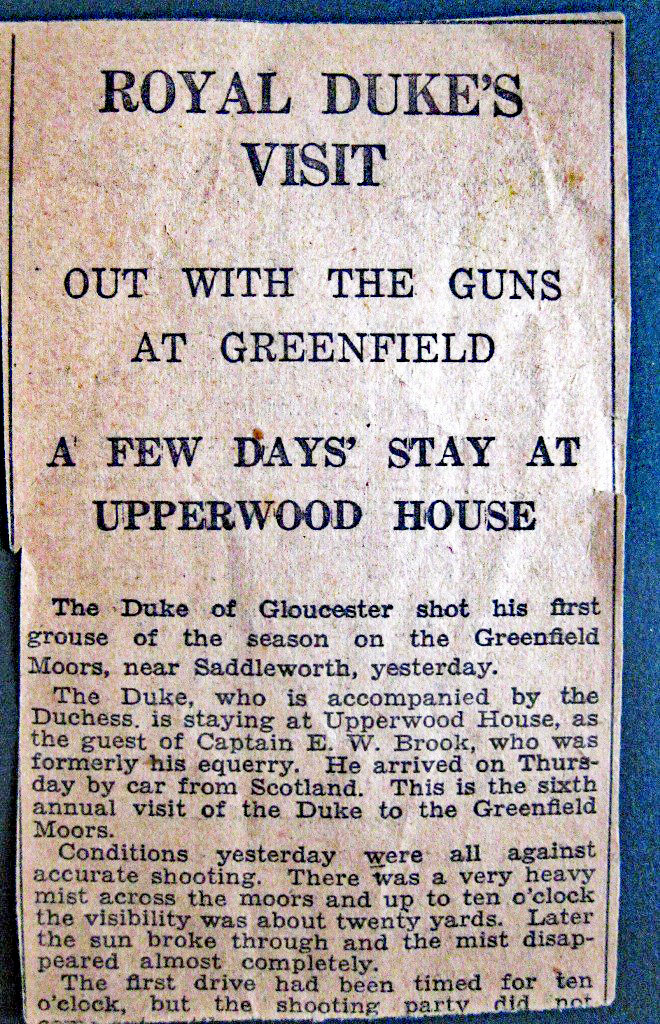 ROYAL DUKE'S
VISIT
OUT WITH THE GUNS
AT GREENFIELD
A FEW DAYS' STAY AT
UPPERWOOD HOUSE
The Duke of Gloucester shot his first
grouse of the season on the Greenfield
Moors, near Saddleworth, yesterday.
The Duke, who is accompanied by the
Duchess. is staying at Upperwood House, as
the guest of Captain E. W. Brook, who was
formerly his equerry. He arrived on Thurs-
day by car from Scotland. This is the sixth
annual visit of the Duke to the Greenfield
Moors.
Conditions yesterday were all against
accurate shooting. There was a very heavy
mist across the moors and up to ten o'clock
the visibility was about twenty yards. Later
the sun broke through and the mist disap-
peared almost completely.
The first drive had been timed for ten
o'clock, but the shooting party did not